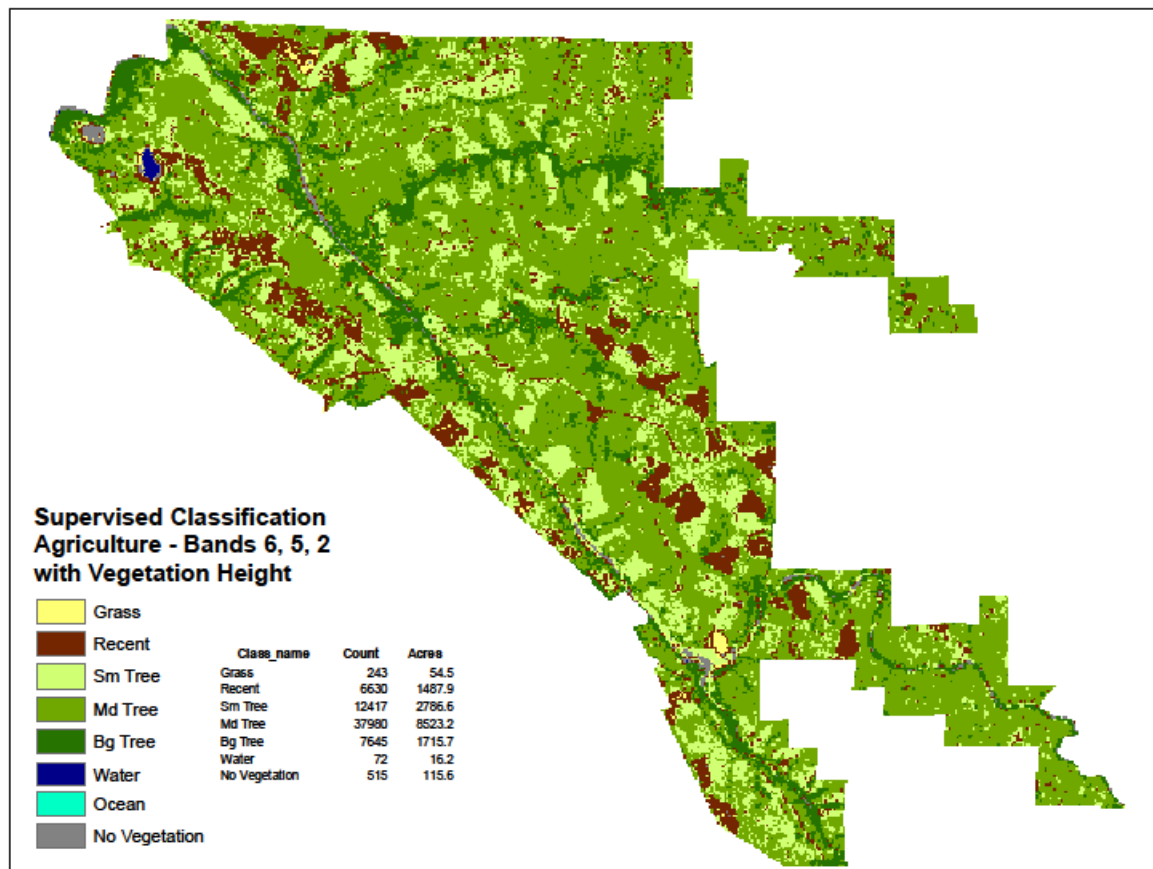 Supervised Classification
Agriculture - Bands 6, 5, 2
with Vegetation Height
Grass
Recent
Sm Tree
Md Tree
Bg Tree
Water
Ocean
No Vegetation
Class_name Count Acres
Grass 243 54.5
Recent 6630 1487.9
Sm Tree 12417 2786.6
Md Tree 37980 8523.2
Bg Tree 7645 1715.7
Water 72 16.2
No Vegetation 515 115.6